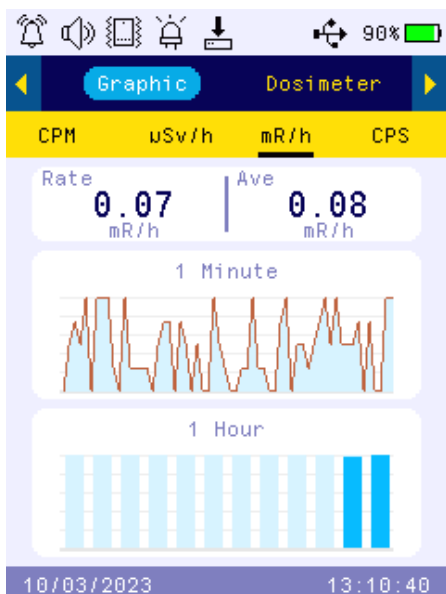 90%
Graphic Dosimeter
CPM μSv/h mR/h CPS
Rate Ave
0.07 0.08
mR/h mR/h
1 Minute
1 Hour
10/03/2023 13:10:40